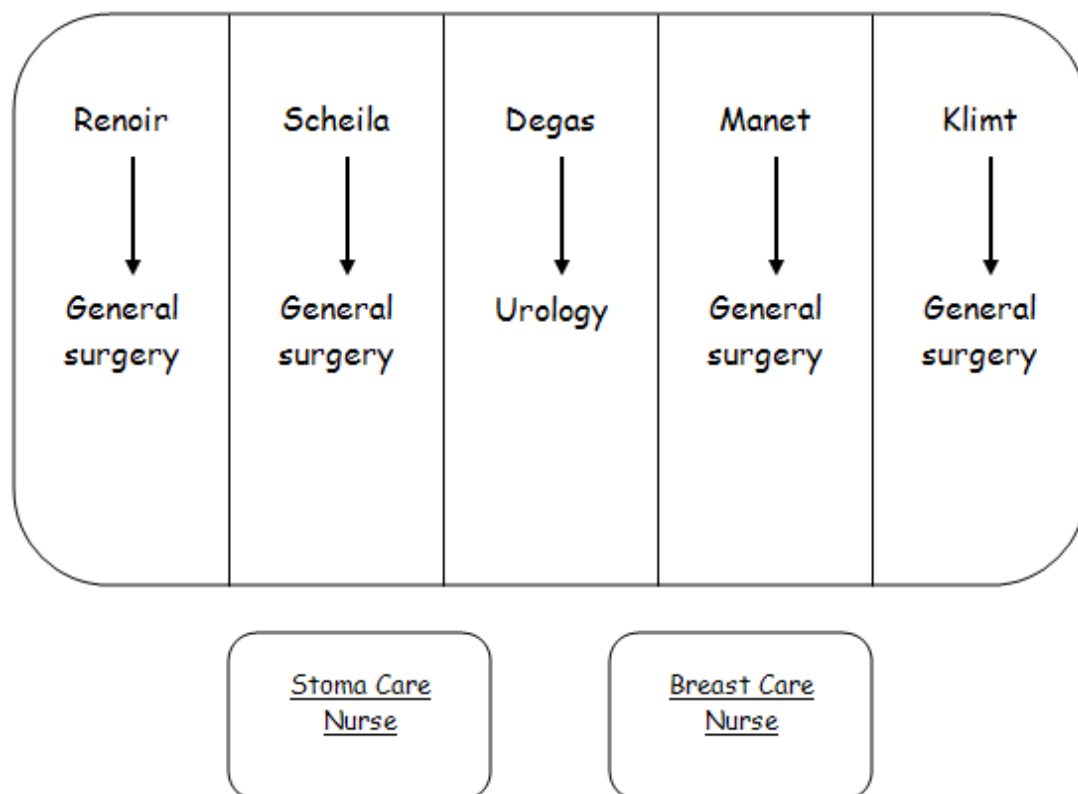 Renoir
Scheila
Degas
Manet
Klimt
General
surgery
General
surgery
Urology
General
surgery
General
surgery
Stoma Care
Nurse
Breast Care
Nurse